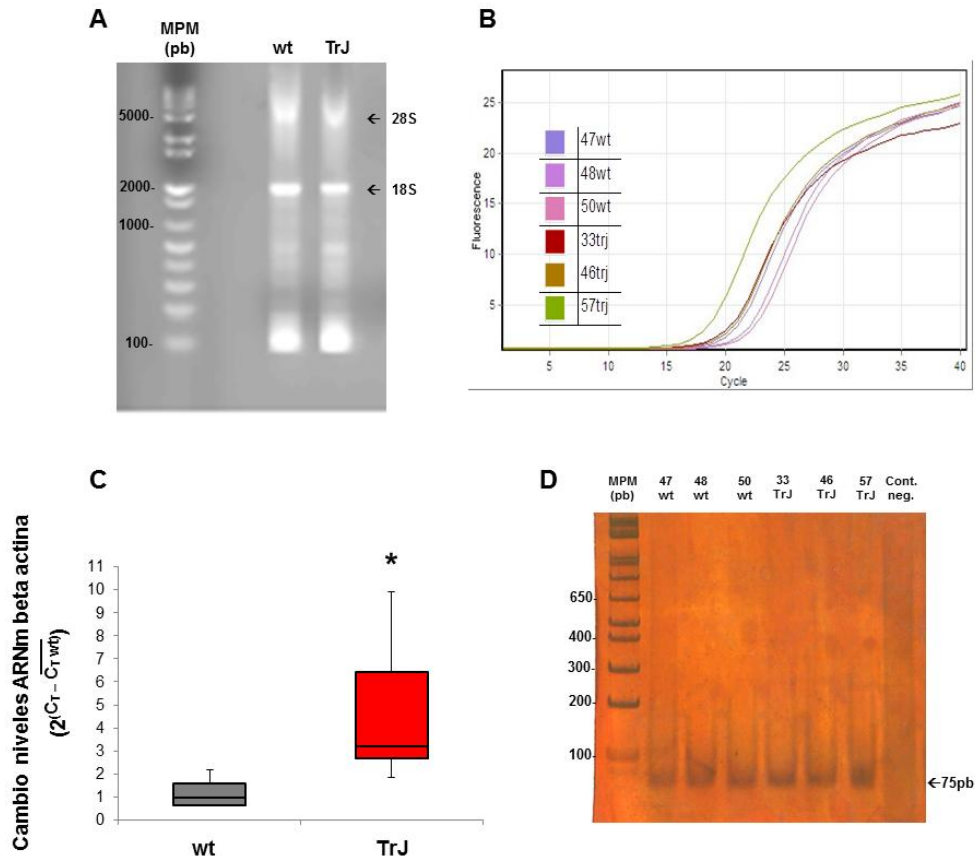 A
MPM
(pb)
wt
TrJ
5000-
2000-
1000-
100-
← 28S
← 18S
B
Fluorescence
25
20
15
10
5
47wt
48wt
50wt
33trj
46trj
57trj
5
10
15
20
25
30
35
40
Cycle
C
Cambio niveles ARNm beta actina
(2^(C_T – C_T wt))
11
10
9
8
7
6
5
4
3
2
1
0
*
wt
TrJ
D
MPM
(pb)
47
wt
48
wt
50
wt
33
TrJ
46
TrJ
57
TrJ
Cont.
neg.
650-
400-
300-
200-
100-
←75pb